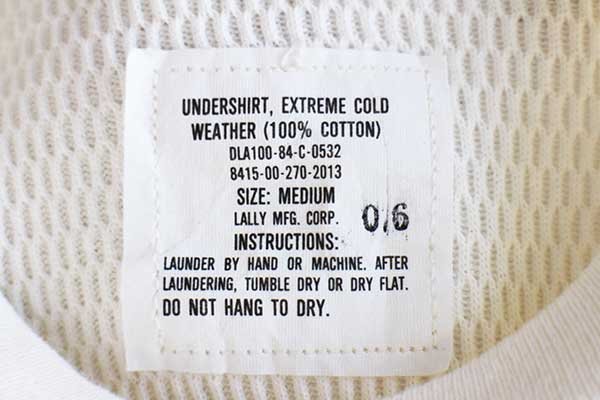 UNDERSHIRT, EXTREME COLD
WEATHER (100% COTTON)
DLA100-84-C-0532
8415-00-270-2013
SIZE: MEDIUM
LALLY MFG. CORP. 0/6
INSTRUCTIONS:
LAUNDER BY HAND OR MACHINE. AFTER
LAUNDERING, TUMBLE DRY OR DRY FLAT.
DO NOT HANG TO DRY.